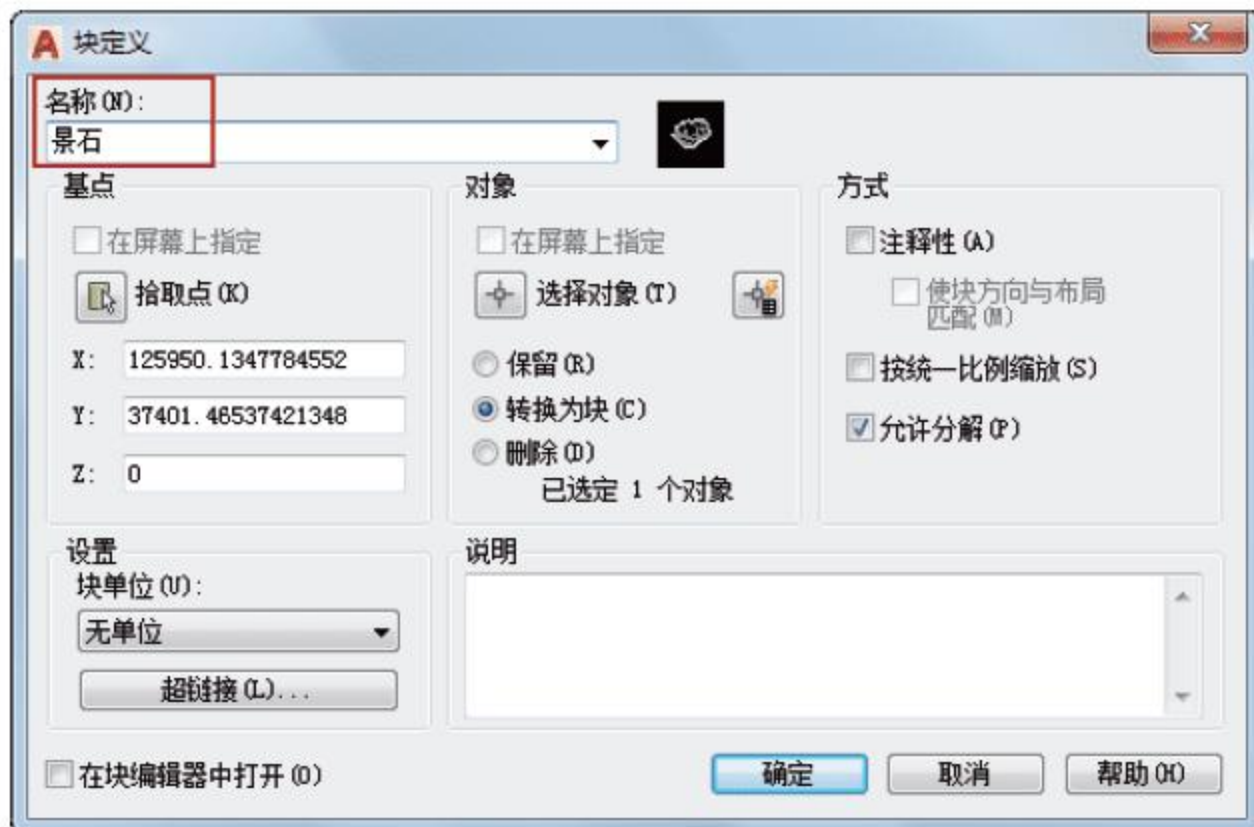 块定义
名称(N):
景石
基点
在屏幕上指定
拾取点(K)
X: 125950.1347784552
Y: 37401.46537421348
Z: 0
对象
在屏幕上指定
选择对象(T)
保留(R)
转换为块(C)
删除(D)
已选定 1 个对象
方式
注释性(A)
使块方向与布局
匹配(M)
按统一比例缩放(S)
允许分解(P)
设置
块单位(U):
无单位
超链接(L)...
说明
在块编辑器中打开(O)
确定
取消
帮助(H)